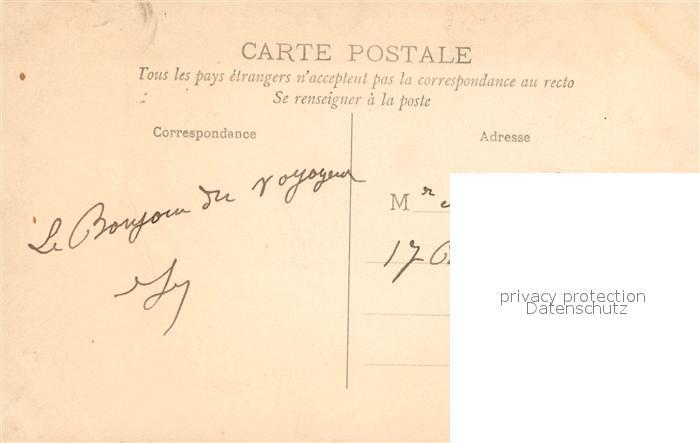 CARTE POSTALE
Tous les pays étrangers n'acceptent pas la correspondance au recto
Se renseigner à la poste
Correspondance
Adresse
Le Bonjour du voyageur
M
17
privacy protection
Datenschutz